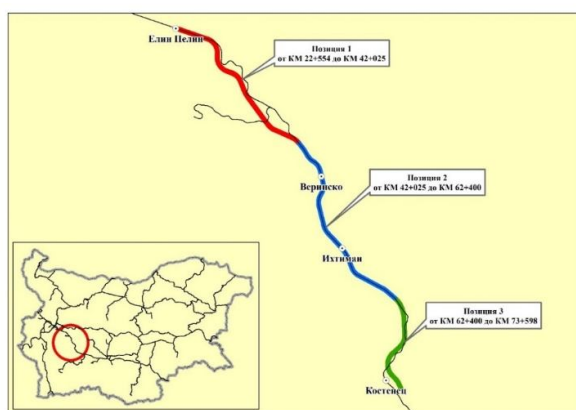 Елин Пелин
Позиция 1
от КМ 22+554 до КМ 42+025
Вериско
Позиция 2
от КМ 42+025 до КМ 62+400
Ихтиман
Позиция 3
от КМ 62+400 до КМ 73+598
Костенец